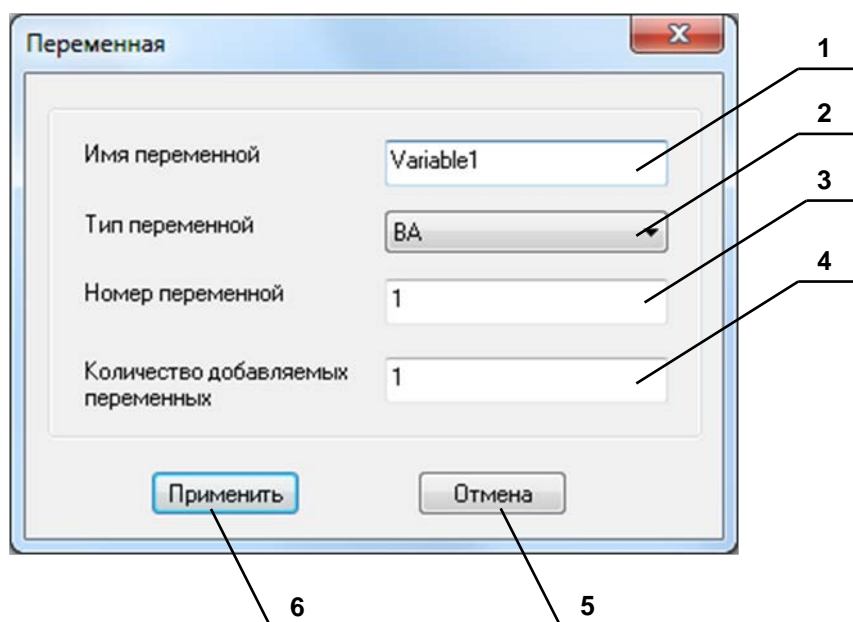 Переменная
1
2
Имя переменной Variable1
3
Тип переменной BA
4
Номер переменной 1
Количество добавляемых 1
переменных
Применить Отмена
6 5